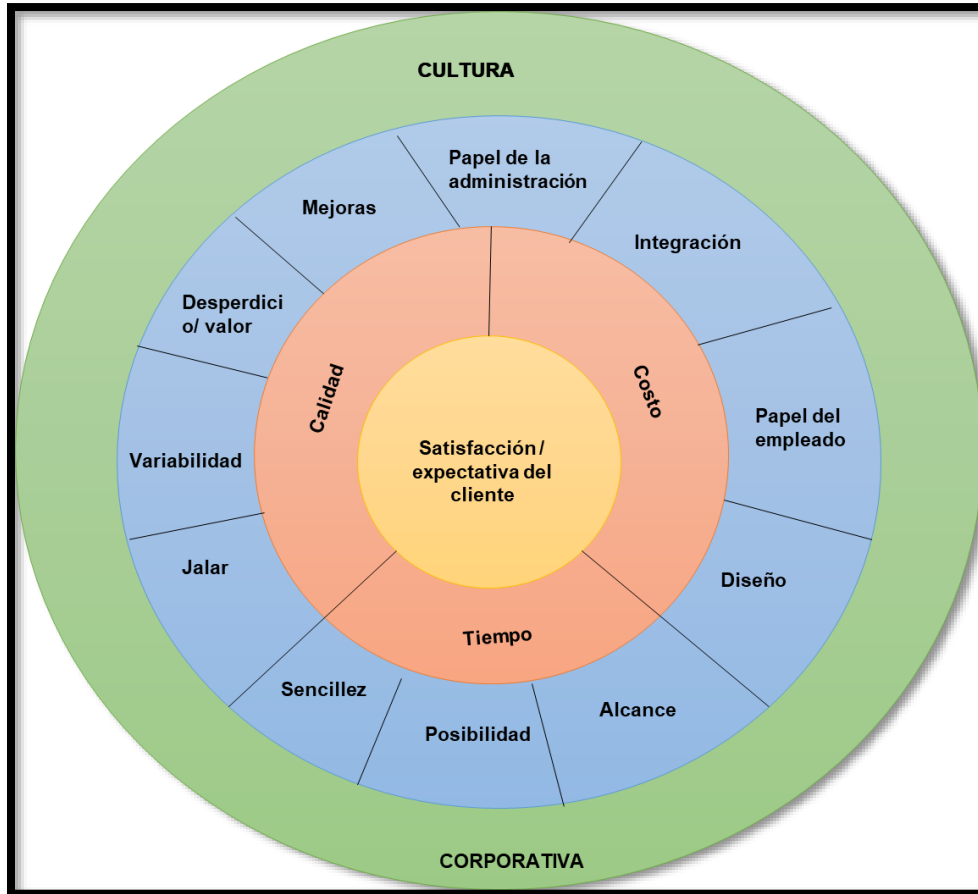 CULTURA
Papel de la
administración
Mejoras
Integración
Desperdici
o/ valor
Calidad
Costo
Papel del
empleado
Satisfacción /
expectativa del
cliente
Variabilidad
Jalar
Diseño
Tiempo
Sencillez
Posibilidad
Alcance
CORPORATIVA